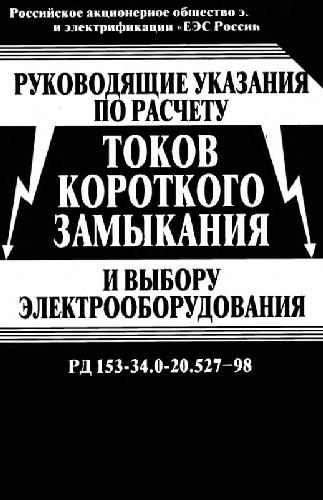 Российское акционерное общество э.
и электрификации «ЕЭС России
РУКОВОДЯЩИЕ УКАЗАНИЯ
ПО РАСЧЕТУ
ТОКОВ
КОРОТКОГО
ЗАМЫКАНИЯ
И ВЫБОРУ
ЭЛЕКТРООБОРУДОВАНИЯ
РД 153-34.0-20.527–98